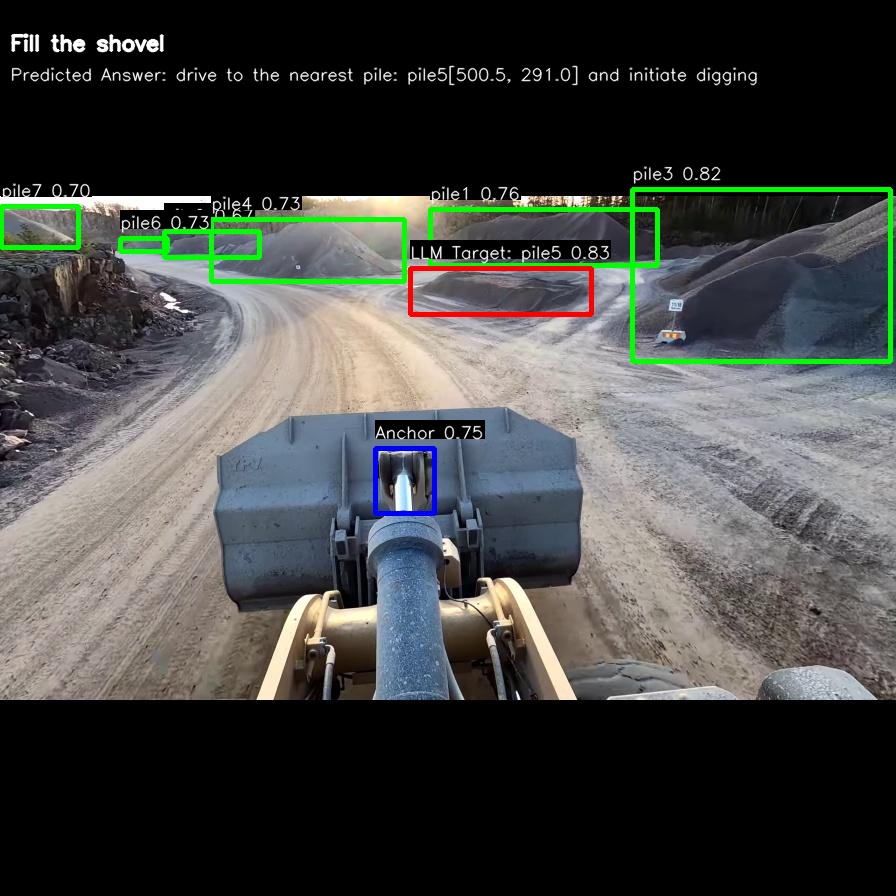 Fill the shovel
Predicted Answer: drive to the nearest pile: pile5[500.5, 291.0] and initiate digging
pile3 0.82
pile7 0.70
pile4 0.73
pile1 0.76
pile6 0.73
0.67
LLM Target: pile5 0.83
Anchor 0.75